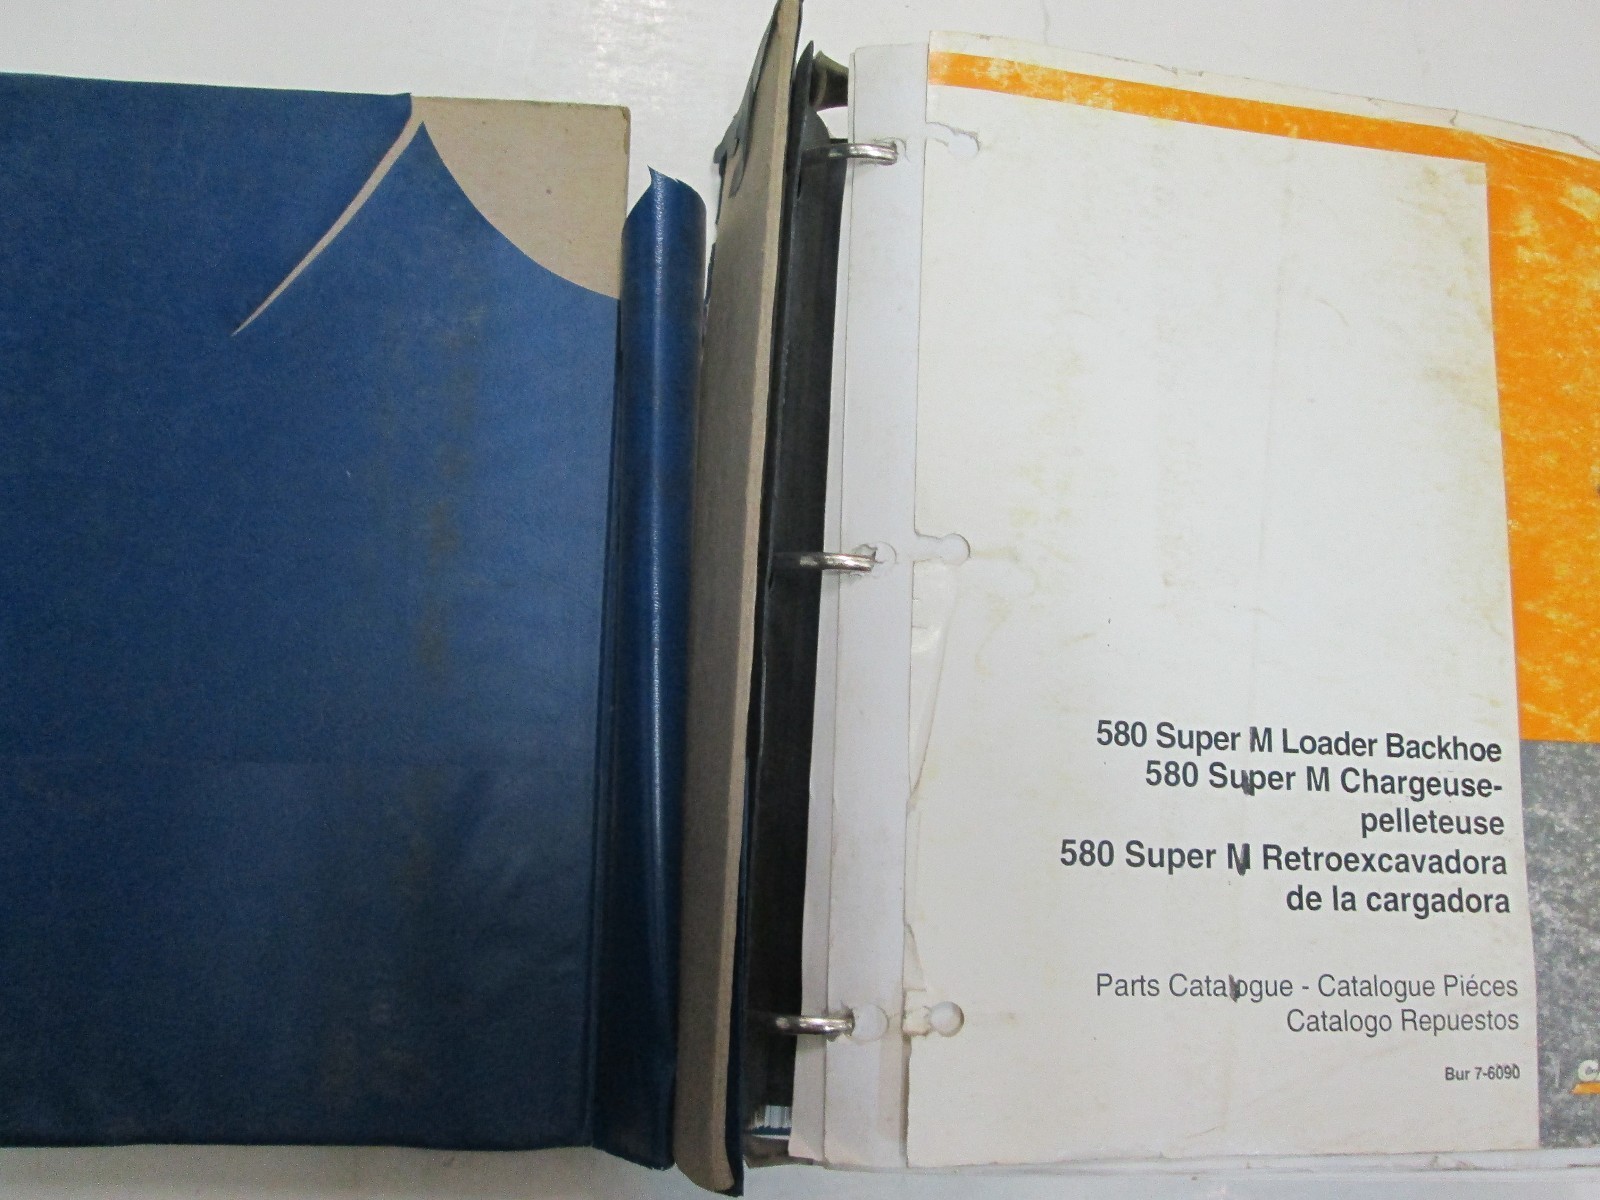 580 Super M Loader Backhoe
580 Super M Chargeuse-
pelleteuse
580 Super M Retroexcavadora
de la cargadora
Parts Catalogue - Catalogue Piéces
Catalogo Repuestos
Bur 7-6090